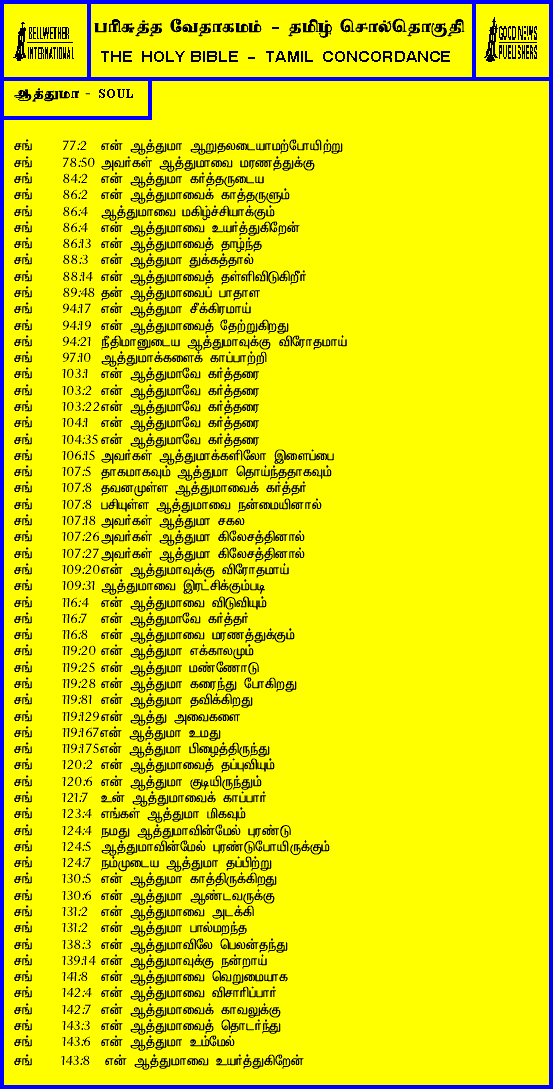 BELLWETHER
INTERNATIONAL
பரிசுத்த வேதாகமம் - தமிழ் சொல்தொகுதி
THE HOLY BIBLE - TAMIL CONCORDANCE
GOOD NEWS
PUBLISHERS
ஆத்துமா - SOUL
சங் 77:2 என் ஆத்துமா ஆறுதலடையாமற்போயிற்று
சங் 78:50 அவர்கள் ஆத்துமாவை மரணத்துக்கு
சங் 84:2 என் ஆத்துமா கர்த்தருடைய
சங் 86:2 என் ஆத்துமாவைக் காத்தருளும்
சங் 86:4 ஆத்துமாவை மகிழ்ச்சியாக்கும்
சங் 86:4 என் ஆத்துமாவை உயர்த்துகிறேன்
சங் 86:13 என் ஆத்துமாவைத் தாழ்ந்த
சங் 88:3 என் ஆத்துமா துக்கத்தால்
சங் 88:14 என் ஆத்துமாவைத் தள்ளிவிடுகிறீர்
சங் 89:48 தன் ஆத்துமாவைப் பாதாள
சங் 94:17 என் ஆத்துமா சீக்கிரமாய்
சங் 94:19 என் ஆத்துமாவைத் தேற்றுகிறது
சங் 94:21 நீதிமானுடைய ஆத்துமாவுக்கு விரோதமாய்
சங் 97:10 ஆத்துமாக்களைக் காப்பாற்றி
சங் 103:1 என் ஆத்துமாவே கர்த்தரை
சங் 103:2 என் ஆத்துமாவே கர்த்தரை
சங் 103:22என் ஆத்துமாவே கர்த்தரை
சங் 104:1 என் ஆத்துமாவே கர்த்தரை
சங் 104:35 என் ஆத்துமாவே கர்த்தரை
சங் 106:15 அவர்கள் ஆத்துமாக்களிலோ இளைப்பை
சங் 107:5 தாகமாகவும் ஆத்துமா தொய்ந்ததாகவும்
சங் 107:8 தவனமுள்ள ஆத்துமாவைக் கர்த்தர்
சங் 107:8 பசியுள்ள ஆத்துமாவை நன்மையினால்
சங் 107:18 அவர்கள் ஆத்துமா சகல
சங் 107:26அவர்கள் ஆத்துமா கிலேசத்தினால்
சங் 107:27அவர்கள் ஆத்துமா கிலேசத்தினால்
சங் 109:20என் ஆத்துமாவுக்கு விரோதமாய்
சங் 109:31 ஆத்துமாவை இரட்சிக்கும்படி
சங் 116:4 என் ஆத்துமாவை விடுவியும்
சங் 116:7 என் ஆத்துமாவே கர்த்தர்
சங் 116:8 என் ஆத்துமாவை மரணத்துக்கும்
சங் 119:20 என் ஆத்துமா எக்காலமும்
சங் 119:25 என் ஆத்துமா மண்ணோடு
சங் 119:28 என் ஆத்துமா கரைந்து போகிறது
சங் 119:81 என் ஆத்துமா தவிக்கிறது
சங் 119:129என் ஆத்து அவைகளை
சங் 119:167என் ஆத்துமா உமது
சங் 119:175என் ஆத்துமா பிழைத்திருந்து
சங் 120:2 என் ஆத்துமாவைத் தப்புவியும்
சங் 120:6 என் ஆத்துமா குடியிருந்தும்
சங் 121:7 உன் ஆத்துமாவைக் காப்பார்
சங் 123:4 எங்கள் ஆத்துமா மிகவும்
சங் 124:4 நமது ஆத்துமாவின்மேல் புரண்டு
சங் 124:5 ஆத்துமாவின்மேல் புரண்டுபோயிருக்கும்
சங் 124:7 நம்முடைய ஆத்துமா தப்பிற்று
சங் 130:5 என் ஆத்துமா காத்திருக்கிறது
சங் 130:6 என் ஆத்துமா ஆண்டவருக்கு
சங் 131:2 என் ஆத்துமாவை அடக்கி
சங் 131:2 என் ஆத்துமா பால்மறந்த
சங் 138:3 என் ஆத்துமாவிலே பெலன்தந்து
சங் 139:14 என் ஆத்துமாவுக்கு நன்றாய்
சங் 141:8 என் ஆத்துமாவை வெறுமையாக
சங் 142:4 என் ஆத்துமாவை விசாரிப்பார்
சங் 142:7 என் ஆத்துமாவைக் காவலுக்கு
சங் 143:3 என் ஆத்துமாவைத் தொடர்ந்து
சங் 143:6 என் ஆத்துமா உம்மேல்
சங் 143:8 என் ஆத்துமாவை உயர்த்துகிறேன்